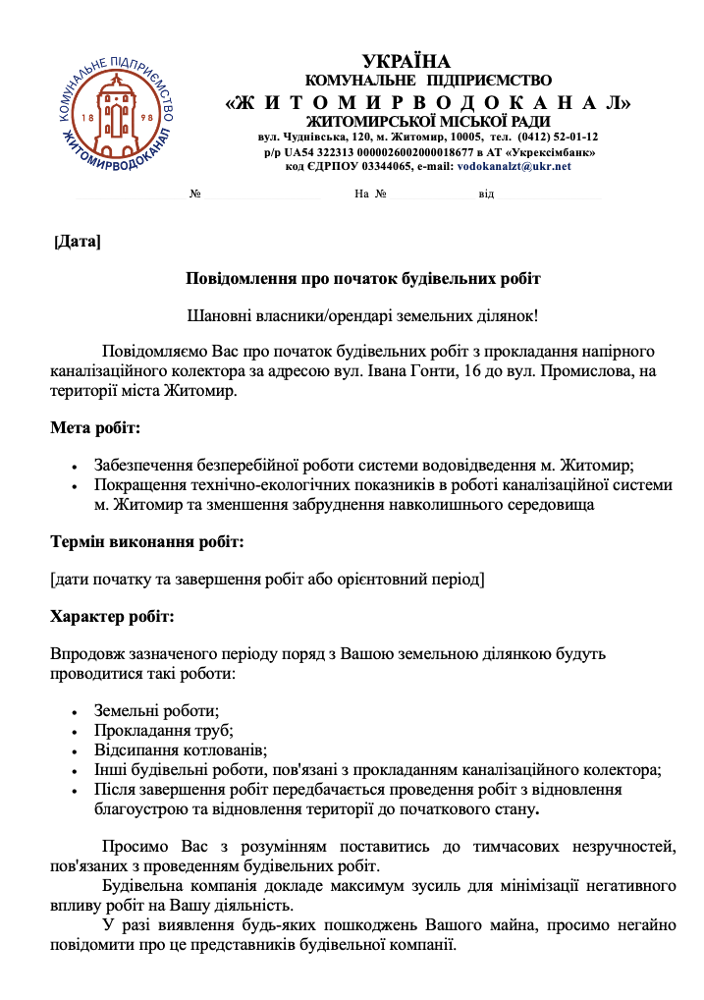 КОМУНАЛЬНЕ ПІДПРИЄМСТВО
18 98
ЖИТОМИРВОДОКАНАЛ
УКРАЇНА
КОМУНАЛЬНЕ ПІДПРИЄМСТВО
«Ж И Т О М И Р В О Д О К А Н А Л»
ЖИТОМИРСЬКОЇ МІСЬКОЇ РАДИ
вул. Чуднівська, 120, м. Житомир, 10005, тел. (0412) 52-01-12
р/р UA54 322313 0000026002000018677 в АТ «Укрексімбанк»
код ЄДРПОУ 03344065, e-mail: vodokanalzt@ukr.net
№ На № від
[Дата]
Повідомлення про початок будівельних робіт
Шановні власники/орендарі земельних ділянок!
Повідомляємо Вас про початок будівельних робіт з прокладання напірного
каналізаційного колектора за адресою вул. Івана Гонти, 16 до вул. Промислова, на
території міста Житомир.
Мета робіт:
• Забезпечення безперебійної роботи системи водовідведення м. Житомир;
• Покращення технічно-екологічних показників в роботі каналізаційної системи
м. Житомир та зменшення забруднення навколишнього середовища
Термін виконання робіт:
[дати початку та завершення робіт або орієнтовний період]
Характер робіт:
Впродовж зазначеного періоду поряд з Вашою земельною ділянкою будуть
проводитися такі роботи:
• Земельні роботи;
• Прокладання труб;
• Відсипання котлованів;
• Інші будівельні роботи, пов'язані з прокладанням каналізаційного колектора;
• Після завершення робіт передбачається проведення робіт з відновлення
благоустрою та відновлення території до початкового стану.
Просимо Вас з розумінням поставитись до тимчасових незручностей,
пов'язаних з проведенням будівельних робіт.
Будівельна компанія докладе максимум зусиль для мінімізації негативного
впливу робіт на Вашу діяльність.
У разі виявлення будь-яких пошкоджень Вашого майна, просимо негайно
повідомити про це представників будівельної компанії.